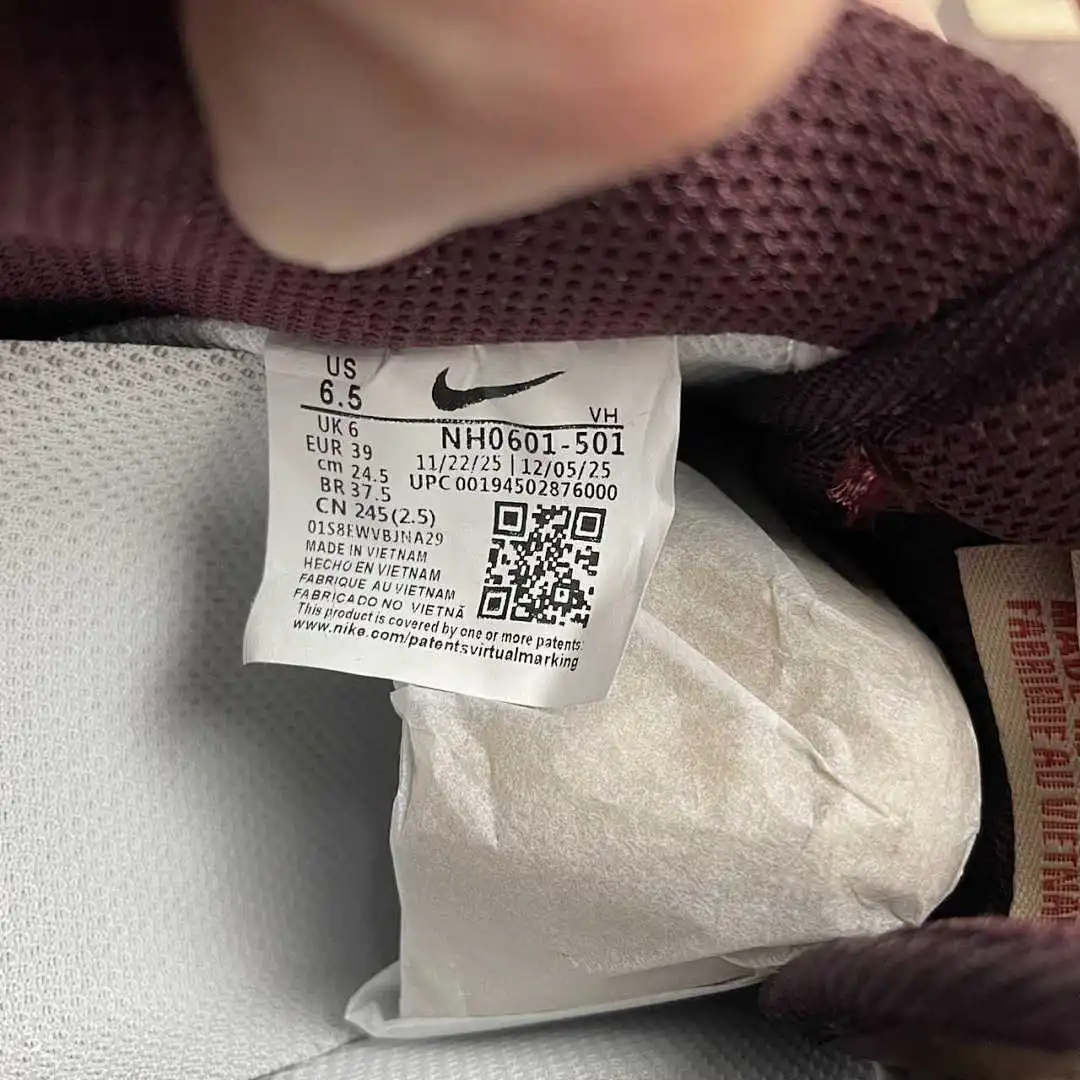 US
6.5
VH
UK 6
NH0601-501
EUR 39
11/22/25 | 12/05/25
cm 24.5
UPC 00194502876000
BR 37.5
CN 245(2.5)
01S8EWVBJNA29
MADE IN VIETNAM
HECHO EN VIETNAM
FABRIQUE AU VIETNAM
FABRICADO NO VIETNÃ
This product is covered by one or more patents:
www.nike.com/patentsvirtualmarking
FABRIQUE AU VIETNAM